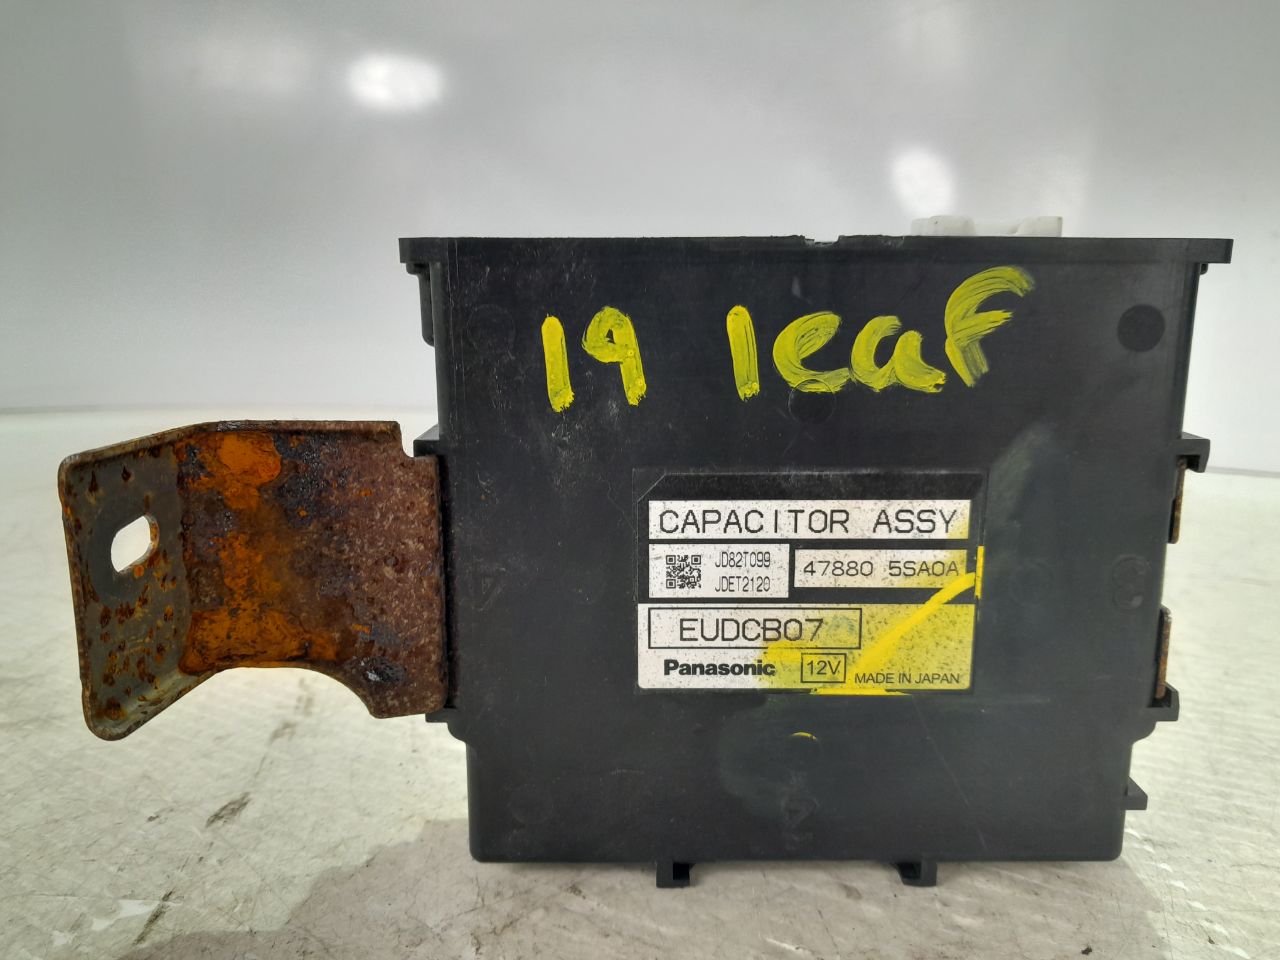 19 leaf
CAPACITOR ASSY
JD82T099
JDET2120
47880 5SA0A
EUDCB07
Panasonic 12V MADE IN JAPAN